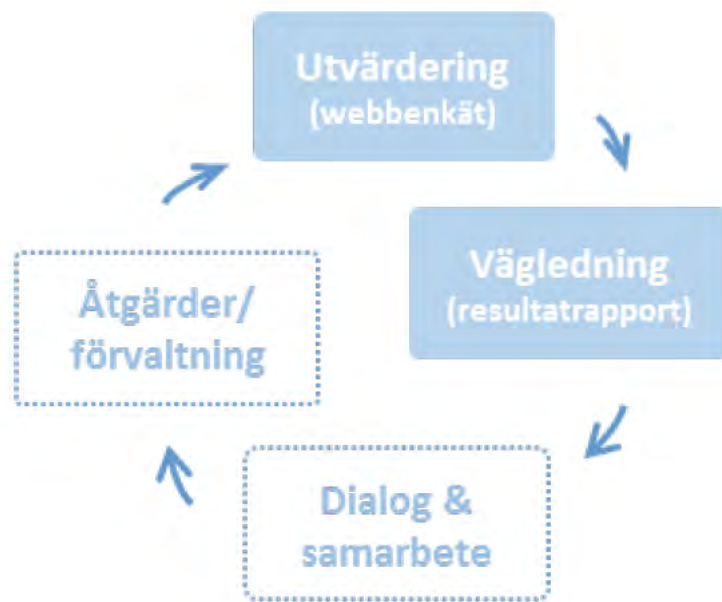 Utvärdering
(webbenkät)
Vägledning
(resultatrapport)
Dialog &
samarbete
Åtgärder/
förvaltning